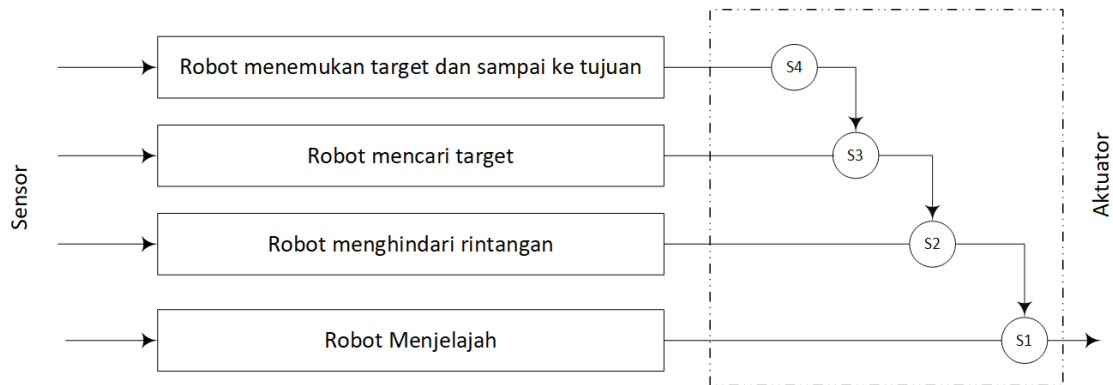 Robot menemukan target dan sampai ke tujuan
S4
Robot mencari target
S3
Sensor
Aktuator
Robot menghindari rintangan
S2
Robot Menjelajah
S1